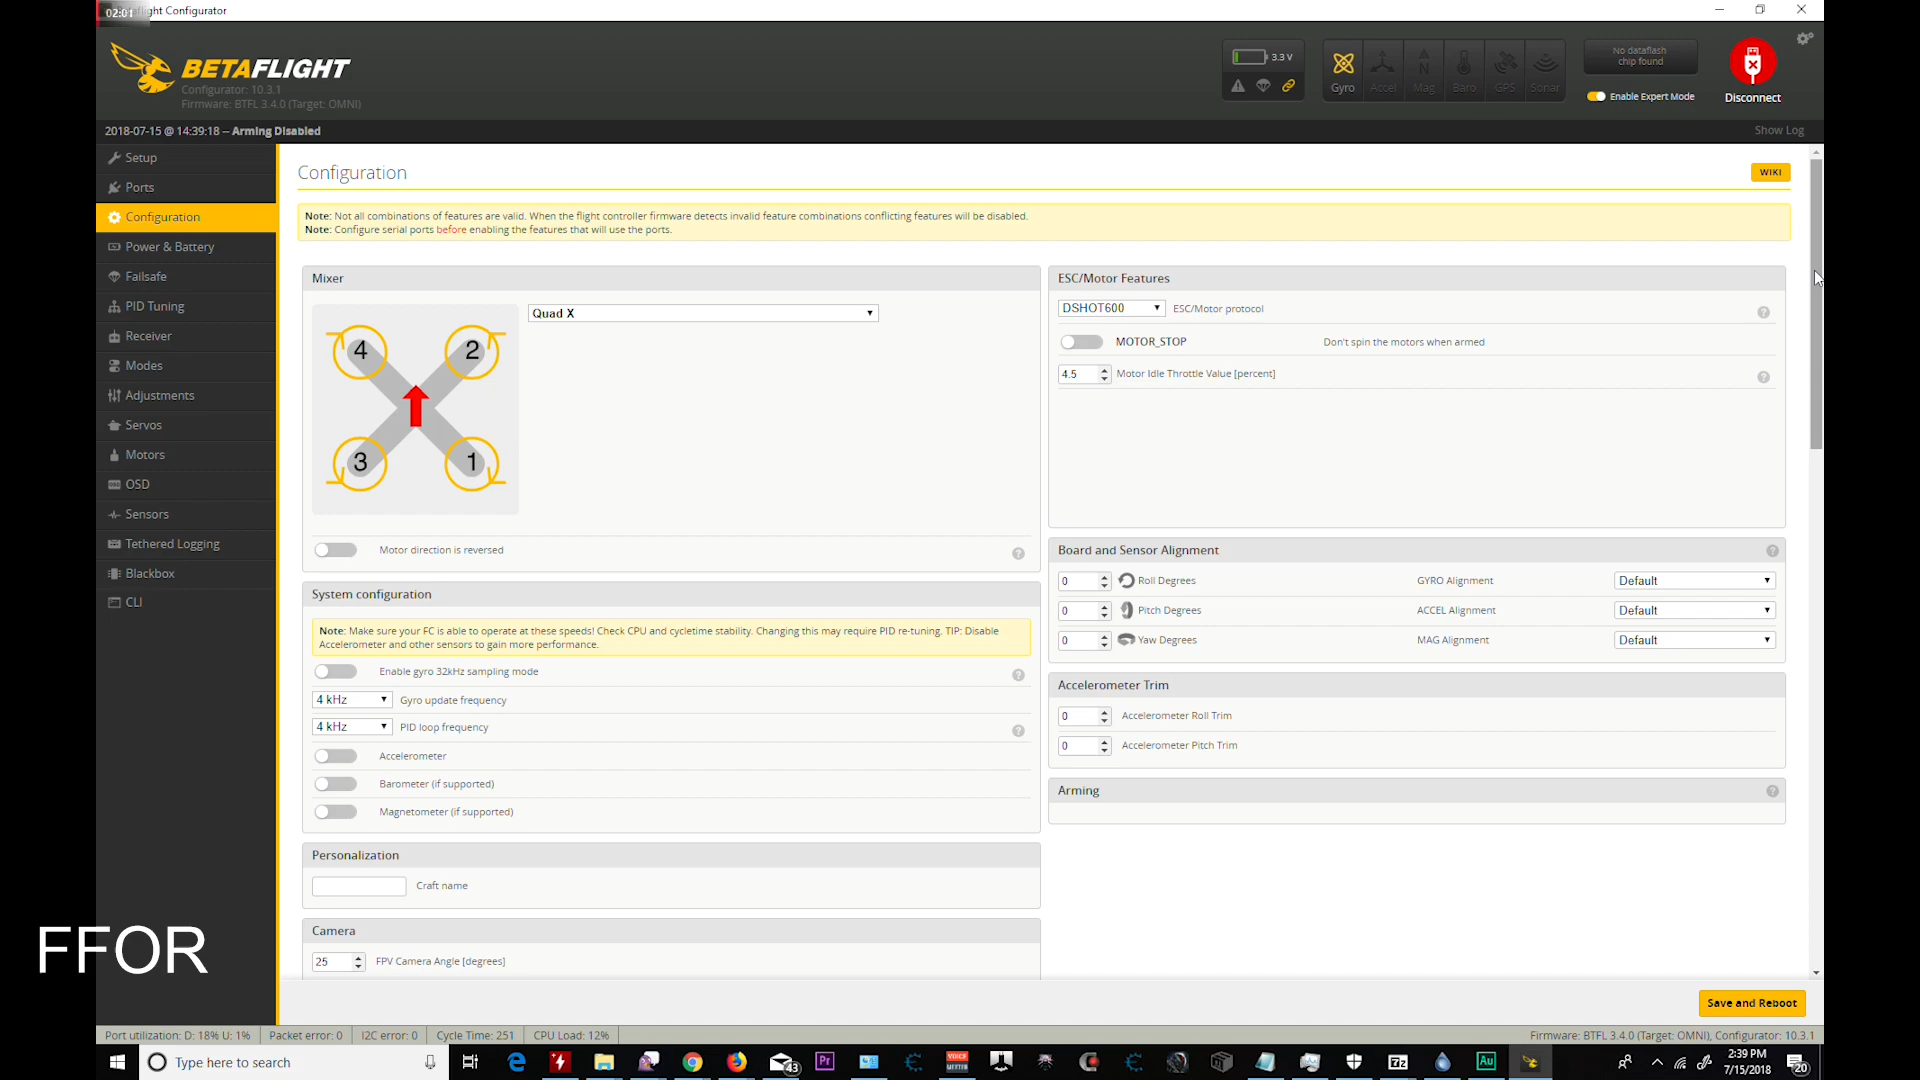 02:01
ght Configurator
BETAFLIGHT
Configurator: 10.3.1
Firmware: BTFL 3.4.0 (Target: OMNI)
3.3 V
Gyro
Accel
Mag
Baro
GPS
Sonar
No dataflash
chip found
Enable Expert Mode
Disconnect
2018-07-15 @ 14:39:18 -- Arming Disabled
Show Log
Setup
Ports
Configuration
Power & Battery
Failsafe
PID Tuning
Receiver
Modes
Adjustments
Servos
Motors
OSD
Sensors
Tethered Logging
Blackbox
CLI
Configuration
WIKI
Note: Not all combinations of features are valid. When the flight controller firmware detects invalid feature combinations conflicting features will be disabled.
Note: Configure serial ports before enabling the features that will use the ports.
Mixer
Quad X
4
2
3
1
Motor direction is reversed
System configuration
Note: Make sure your FC is able to operate at these speeds! Check CPU and cycletime stability. Changing this may require PID re-tuning. TIP: Disable
Accelerometer and other sensors to gain more performance.
Enable gyro 32kHz sampling mode
4 kHz Gyro update frequency
4 kHz PID loop frequency
Accelerometer
Barometer (if supported)
Magnetometer (if supported)
Personalization
Craft name
Camera
25 FPV Camera Angle [degrees]
ESC/Motor Features
DSHOT600 ESC/Motor protocol
MOTOR_STOP Don't spin the motors when armed
4.5 Motor Idle Throttle Value [percent]
Board and Sensor Alignment
0 Roll Degrees GYRO Alignment Default
0 Pitch Degrees ACCEL Alignment Default
0 Yaw Degrees MAG Alignment Default
Accelerometer Trim
0 Accelerometer Roll Trim
0 Accelerometer Pitch Trim
Arming
FFOR
Save and Reboot
Port utilization: D: 18% U: 1% Packet error: 0 I2C error: 0 Cycle Time: 251 CPU Load: 12%
Firmware: BTFL 3.4.0 (Target: OMNI), Configurator: 10.3.1
Type here to search
43
Pr
VOICE
7z
Au
2:39 PM
7/15/2018
20